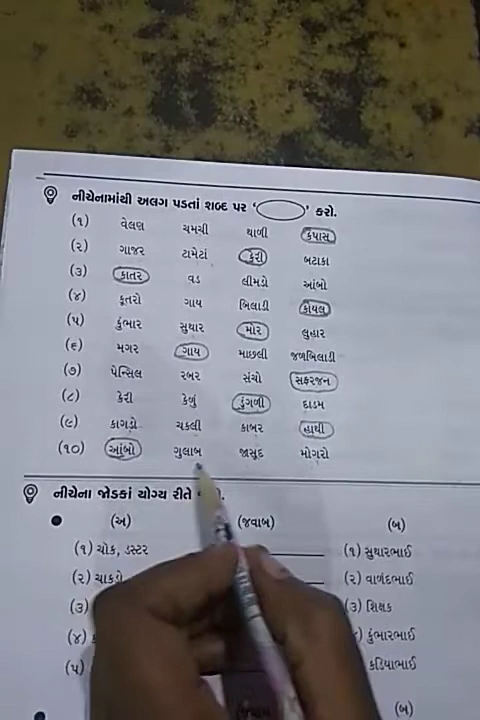 નીચેનામાંથી અલગ પડતાં શબ્દ પર ‘ ’ કરો.
(૧) વેલણ ચમચી થાળી કપાસ
(૨) ગાજર ટામેટાં કેરી બટાકા
(૩) કાતર વડ લીમડો આંબો
(૪) કૂતરો ગાય બિલાડી કોયલ
(૫) કુંભાર સુથાર મોર લુહાર
(૬) મગર ગાય માછલી જળબિલાડી
(૭) પેન્સિલ રબર સંચો સફરજન
(૮) કેરી કેળું ડુંગળી દાડમ
(૯) કાગડો ચકલી કાબર હાથી
(૧૦) આંબો ગુલાબ જાસૂદ મોગરો
નીચેના જોડકાં યોગ્ય રીતે
(અ) (જવાબ) (બ)
(૧) ચોક, ડસ્ટર (૧) સુથારભાઈ
(૨) ચાકડો (૨) વાળંદભાઈ
(૩) (૩) શિક્ષક
(૪) કુંભારભાઈ
(૫) કડિયાભાઈ
(બ)